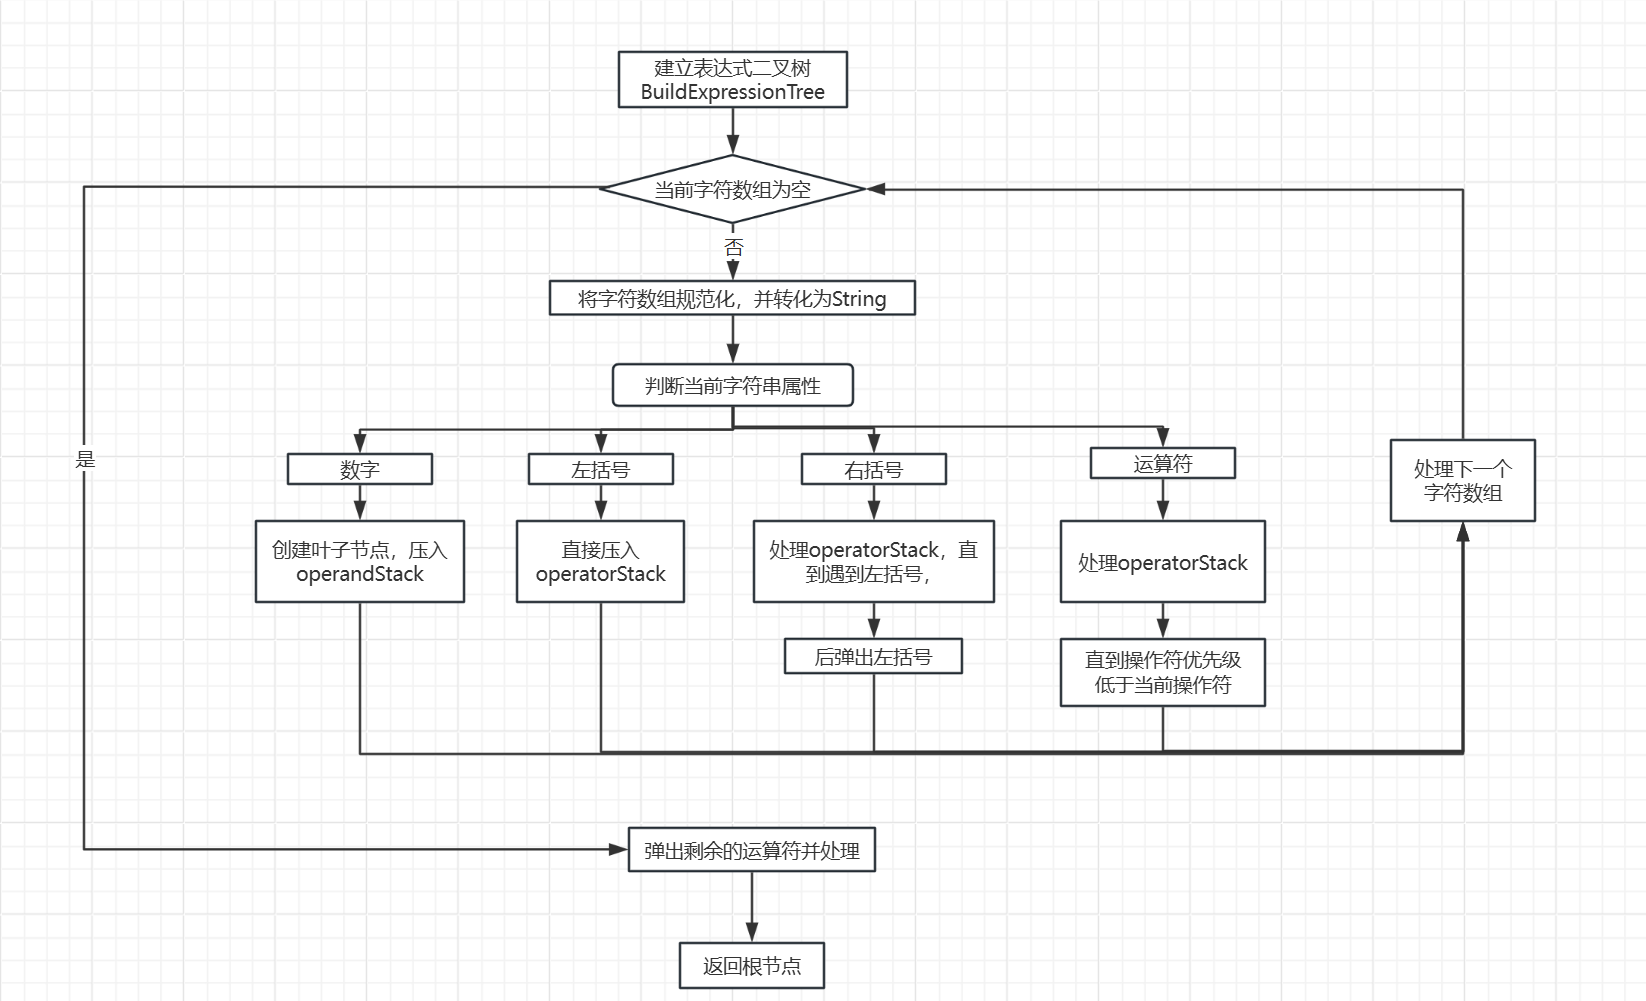 建立表达式二叉树
BuildExpressionTree
当前字符数组为空
否
将字符数组规范化，并转化为String
判断当前字符串属性
是
数字
左括号
右括号
运算符
处理下一个
字符数组
创建叶子节点，压入
operandStack
直接压入
operatorStack
处理operatorStack，直
到遇到左括号，
处理operatorStack
后弹出左括号
直到操作符优先级
低于当前操作符
弹出剩余的运算符并处理
返回根节点